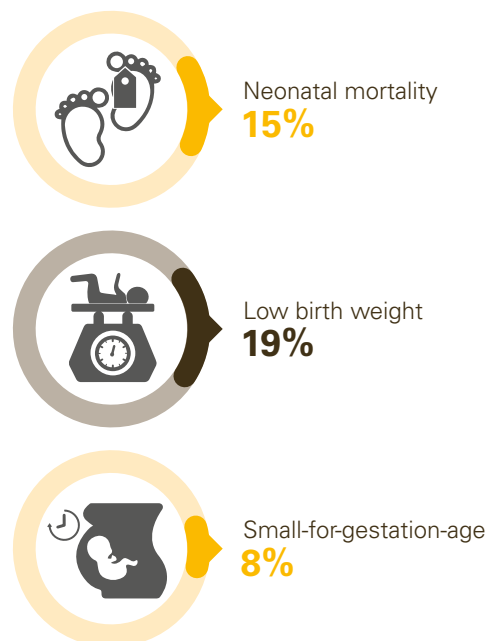 Neonatal mortality
15%
Low birth weight
19%
Small-for-gestation-age
8%